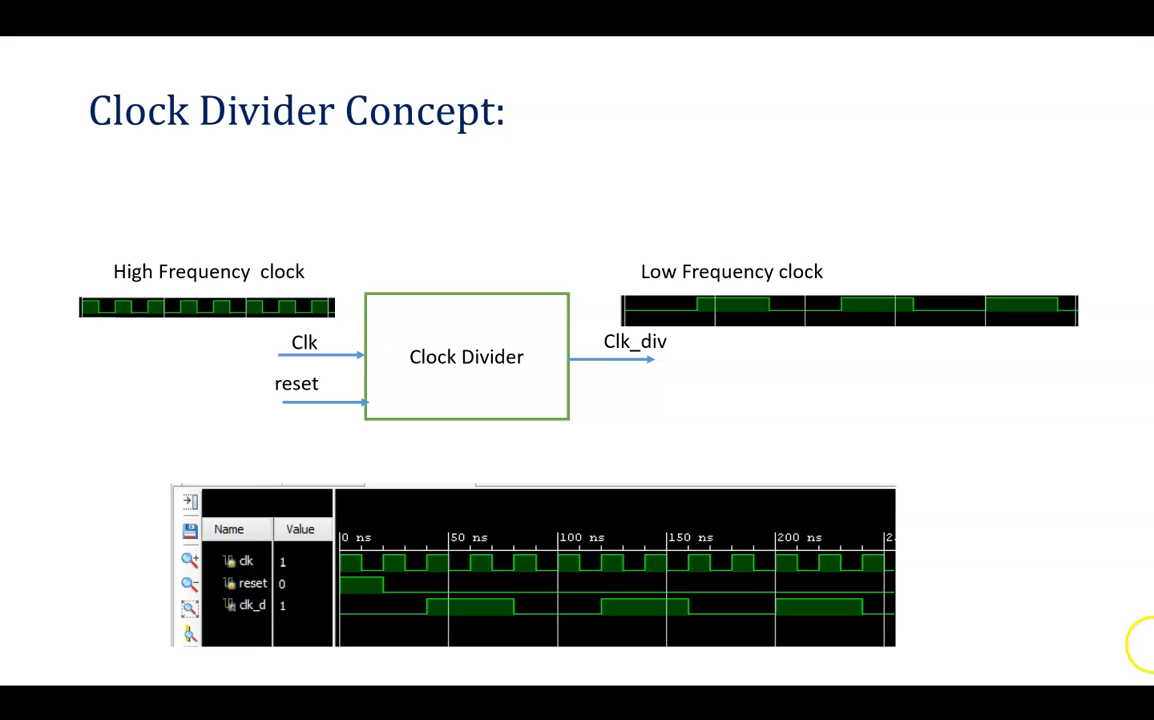 Clock Divider Concept:
High Frequency clock
Low Frequency clock
Clk
Clk_div
Clock Divider
reset
Name Value
0 ns 50 ns 100 ns 150 ns 200 ns
clk 1
reset 0
clk_d 1